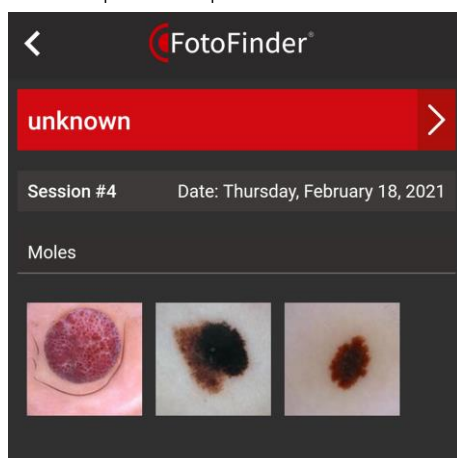 FotoFinder®
unknown
Session #4 Date: Thursday, February 18, 2021
Moles